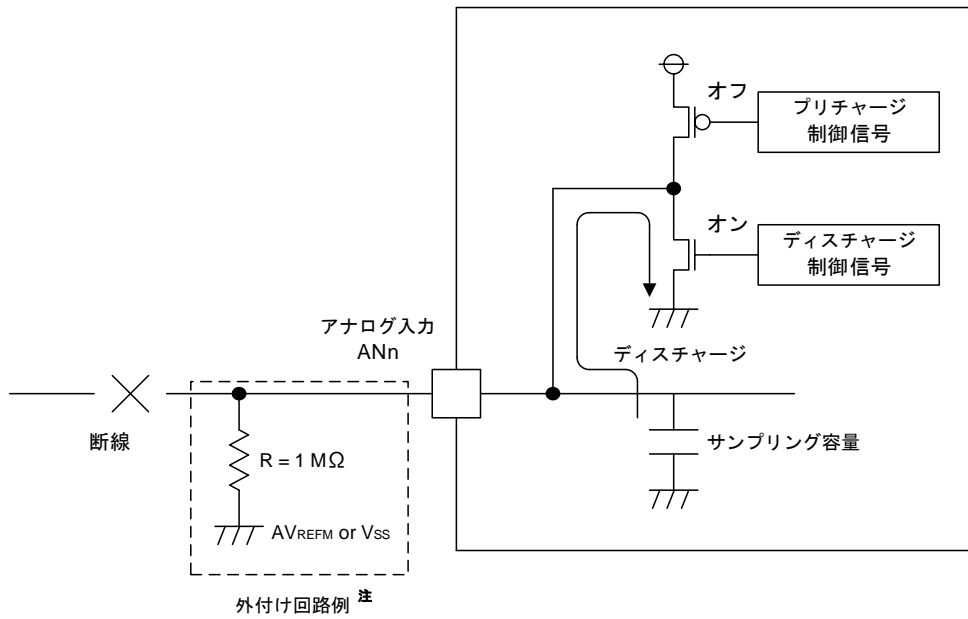 オフ
プリチャージ
制御信号
オン
ディスチャージ
制御信号
アナログ入力
ANn
ディスチャージ
断線
R = 1 MΩ
サンプリング容量
AVREFM or VSS
外付け回路例 注